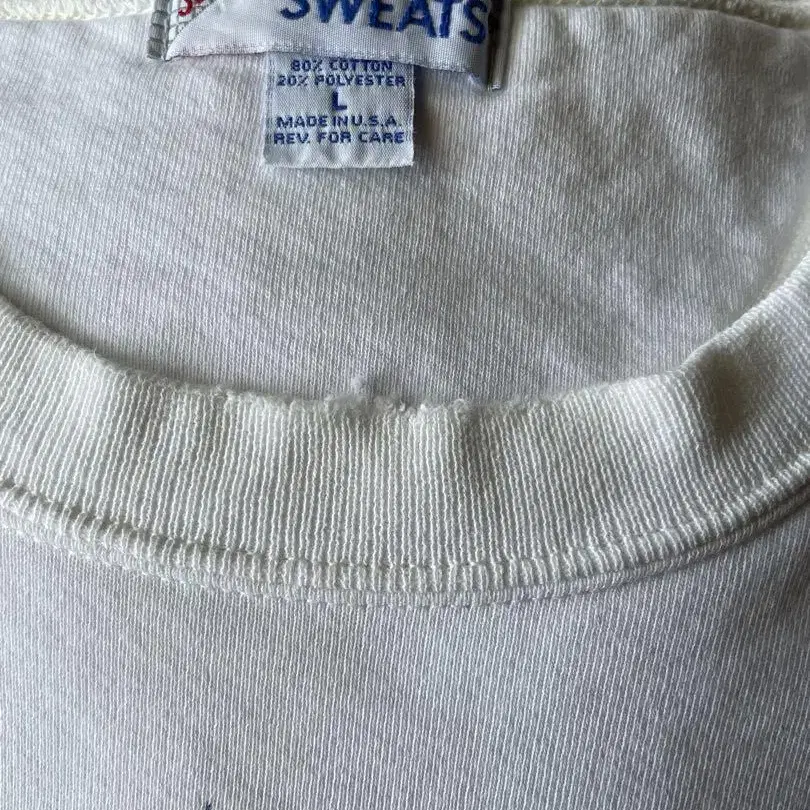 SWEATS
80% COTTON
20% POLYESTER
L
MADE IN U.S.A.
REV. FOR CARE